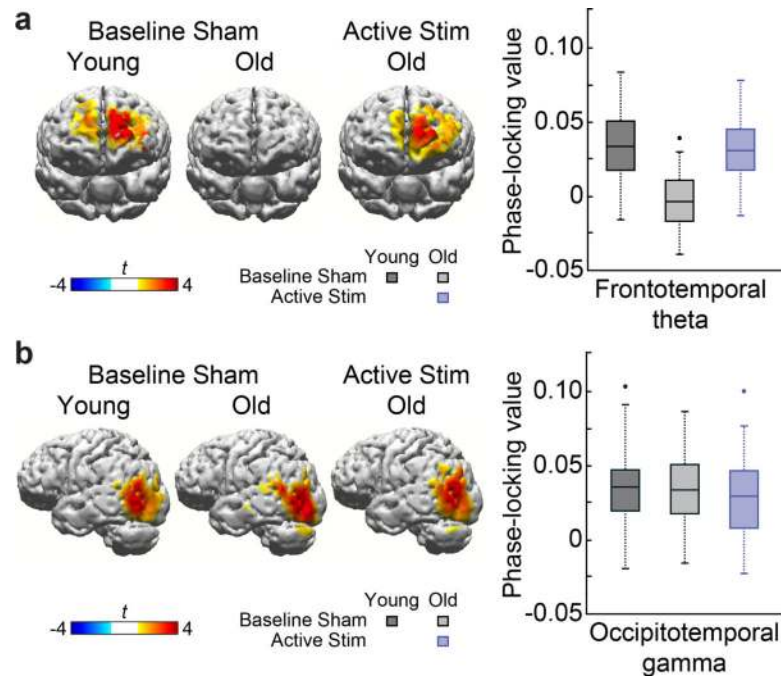 a
Baseline Sham Active Stim
Young Old Old
-4 t 4
Young Old
Baseline Sham
Active Stim
Phase-locking value
0.10
0.05
0
-0.05
Frontotemporal
theta
b
Baseline Sham Active Stim
Young Old Old
-4 t 4
Young Old
Baseline Sham
Active Stim
Phase-locking value
0.10
0.05
0
-0.05
Occipitotemporal
gamma